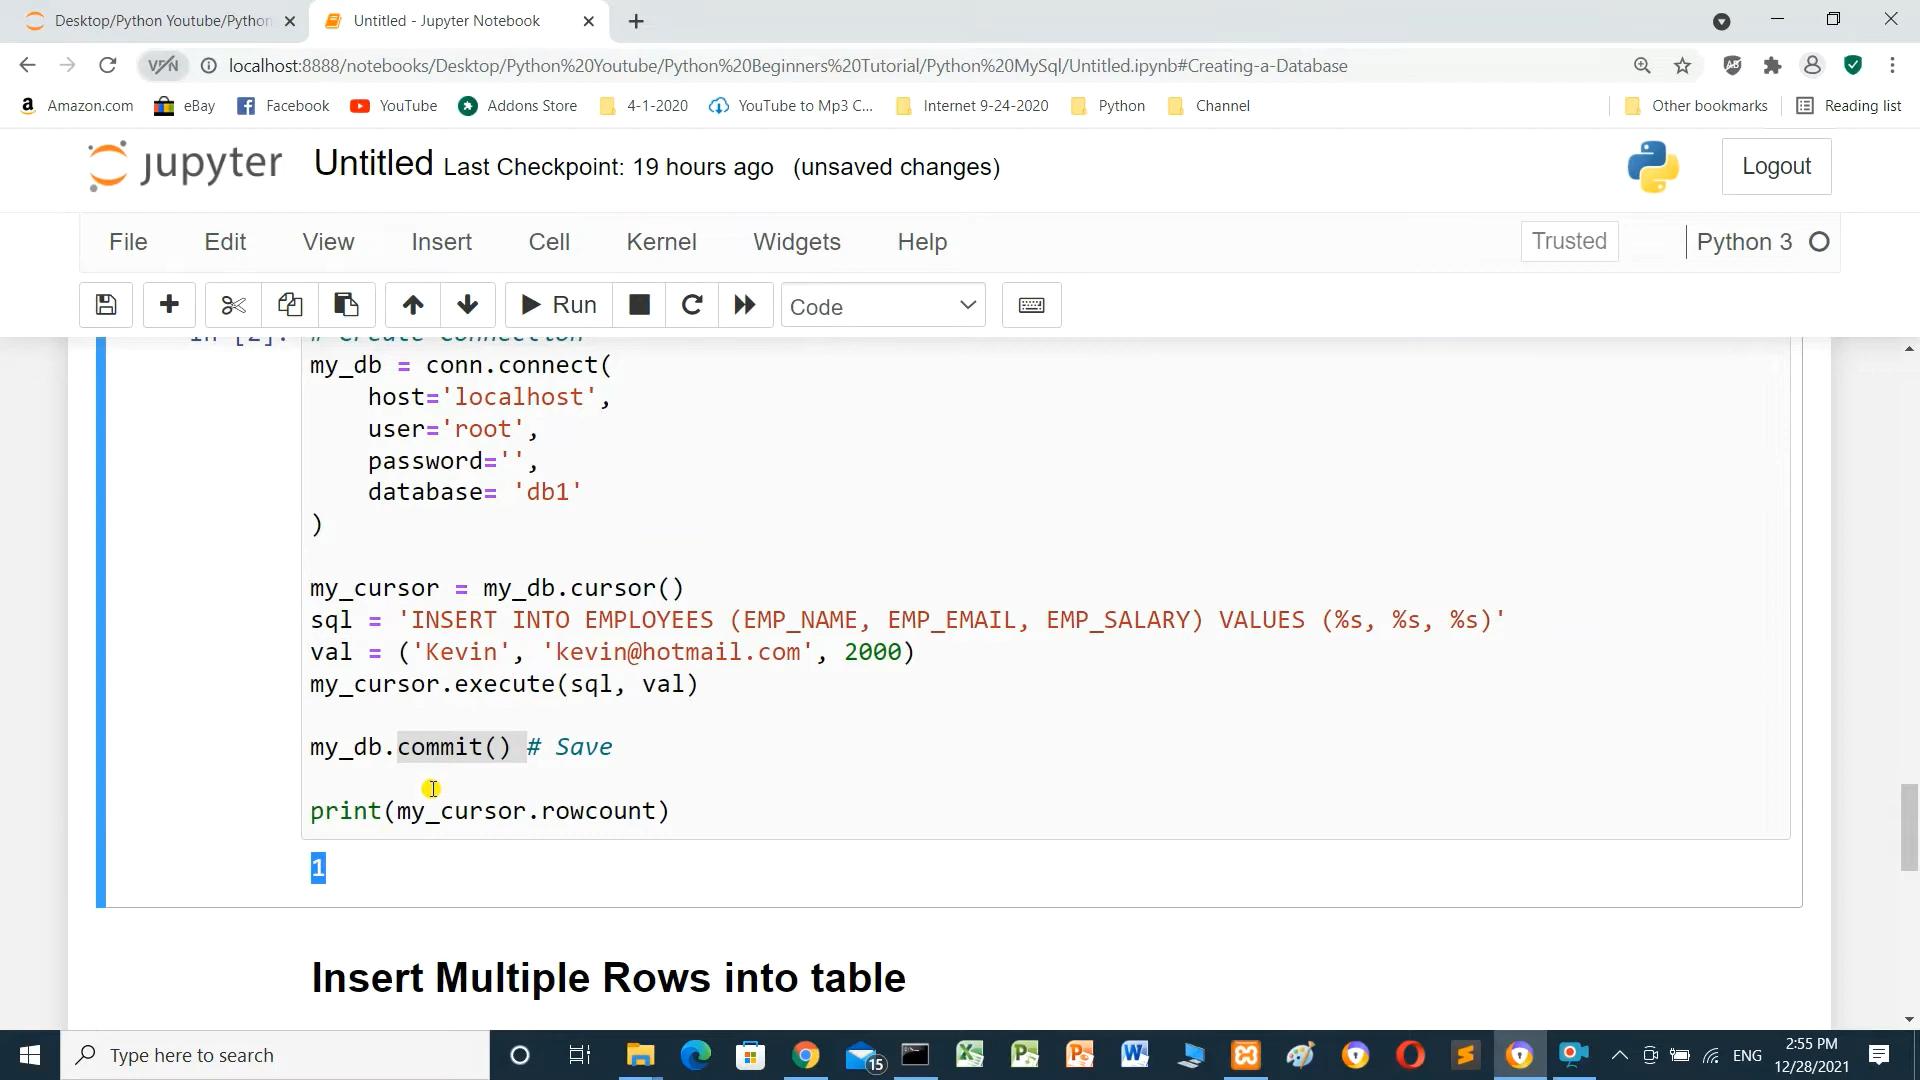 Desktop/Python Youtube/Python
Untitled - Jupyter Notebook
VPN
localhost:8888/notebooks/Desktop/Python%20Youtube/Python%20Beginners%20Tutorial/Python%20MySql/Untitled.ipynb#Creating-a-Database
Amazon.com
eBay
Facebook
YouTube
Addons Store
4-1-2020
YouTube to Mp3 C...
Internet 9-24-2020
Python
Channel
Other bookmarks
Reading list
jupyter
Untitled Last Checkpoint: 19 hours ago (unsaved changes)
Logout
File
Edit
View
Insert
Cell
Kernel
Widgets
Help
Trusted
Python 3
Run
Code
In [2]: # Create Connection
my_db = conn.connect(
host='localhost',
user='root',
password='',
database= 'db1'
)
my_cursor = my_db.cursor()
sql = 'INSERT INTO EMPLOYEES (EMP_NAME, EMP_EMAIL, EMP_SALARY) VALUES (%s, %s, %s)'
val = ('Kevin', 'kevin@hotmail.com', 2000)
my_cursor.execute(sql, val)
my_db.commit() # Save
print(my_cursor.rowcount)
1
Insert Multiple Rows into table
Type here to search
15
ENG
2:55 PM
12/28/2021